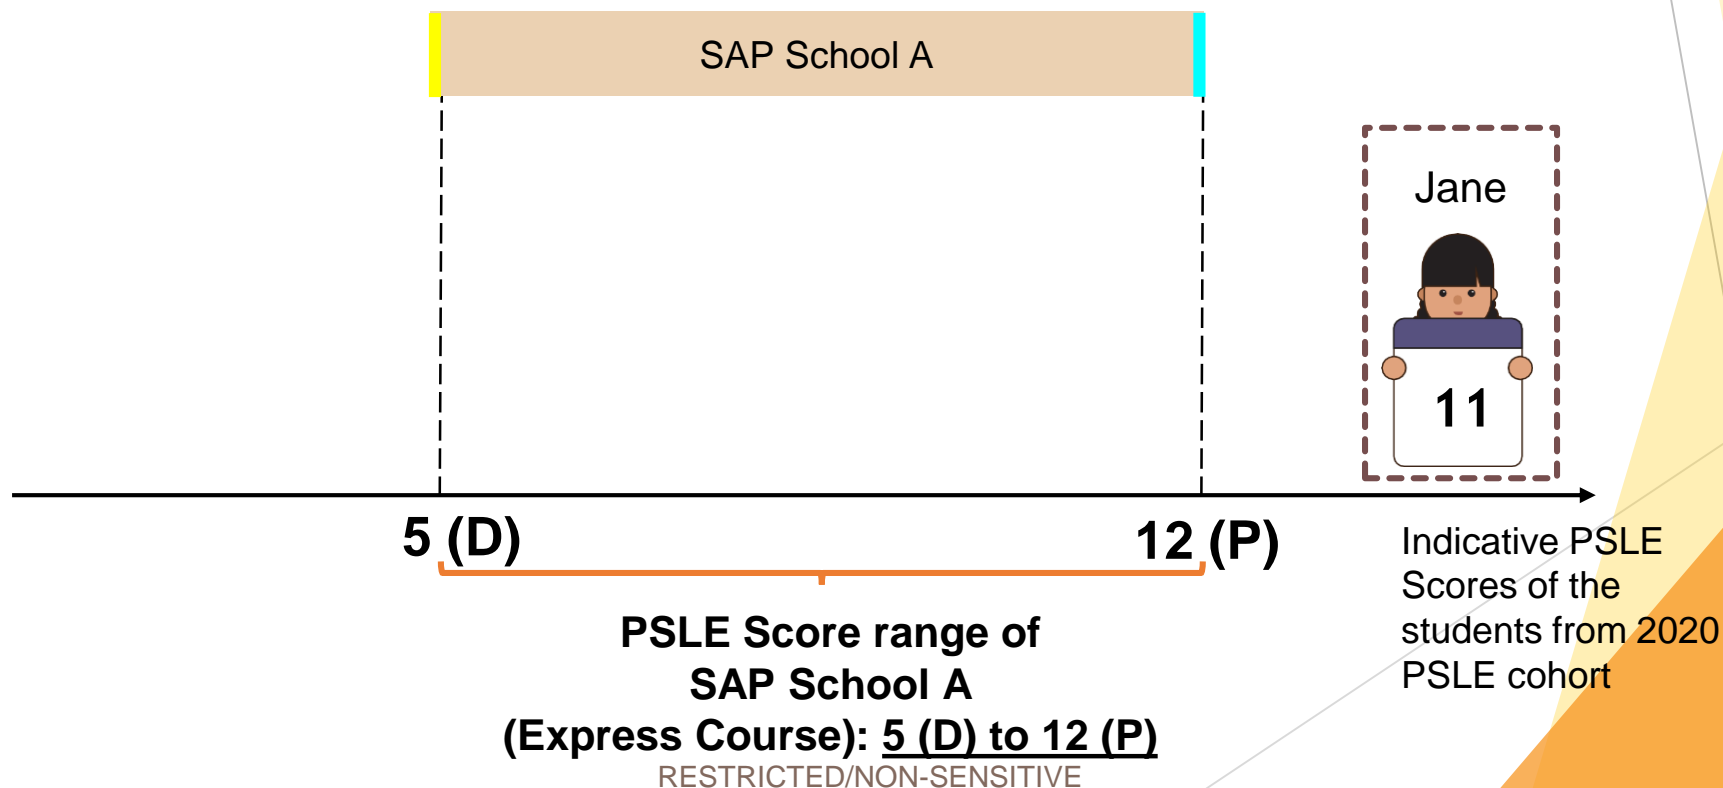 SAP School A
Jane
11
5 (D)
12 (P)
Indicative PSLE
Scores of the
students from 2020
PSLE cohort
PSLE Score range of
SAP School A
(Express Course): 5 (D) to 12 (P)
RESTRICTED/NON-SENSITIVE